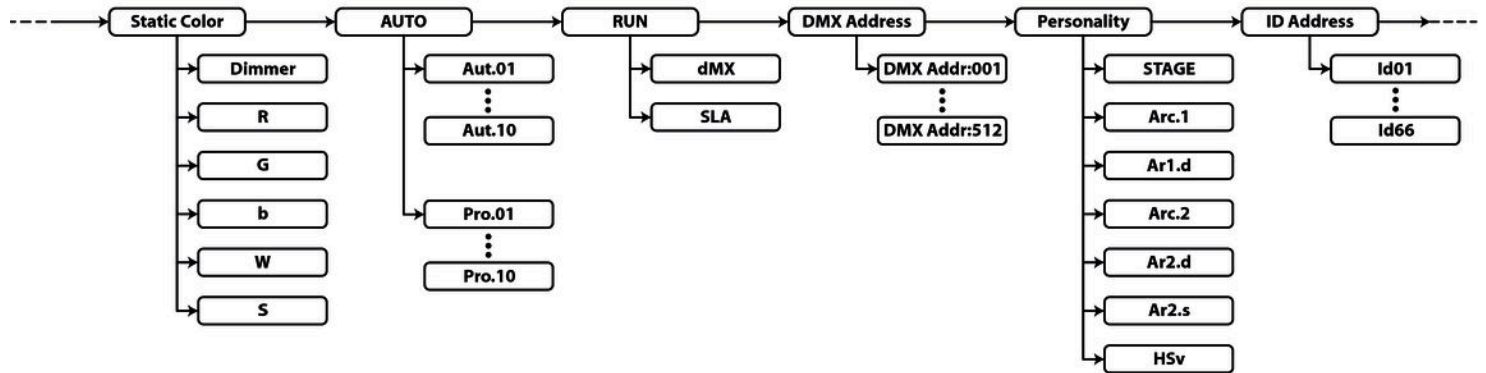 Static Color
AUTO
RUN
DMX Address
Personality
ID Address
Dimmer
R
G
b
W
S
Aut.01
Aut.10
Pro.01
Pro.10
dMX
SLA
DMX Addr:001
DMX Addr:512
STAGE
Arc.1
Ar1.d
Arc.2
Ar2.d
Ar2.s
HSv
Id01
Id66